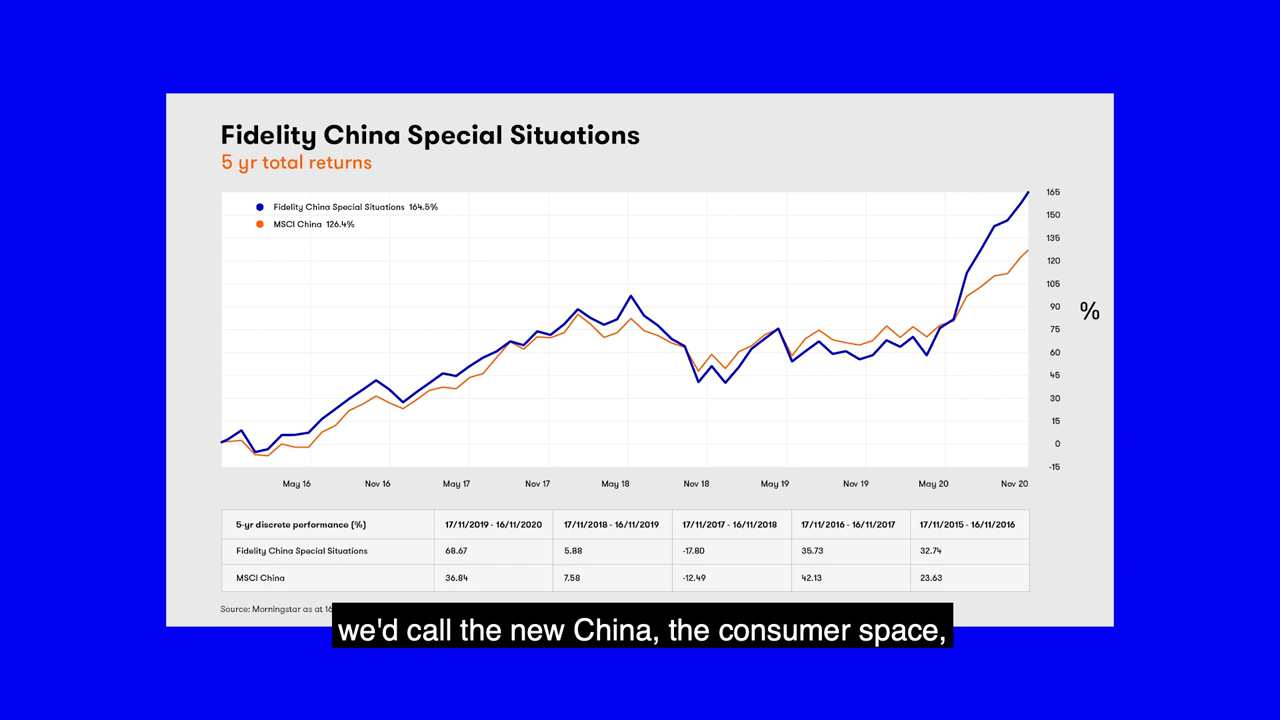 Fidelity China Special Situations
5 yr total returns
Fidelity China Special Situations 164.5%
MSCI China 126.4%
165
150
135
120
105
90
75
60
45
30
15
0
-15
%
May 16 Nov 16 May 17 Nov 17 May 18 Nov 18 May 19 Nov 19 May 20 Nov 20
5-yr discrete performance (%) 17/11/2019 - 16/11/2020 17/11/2018 - 16/11/2019 17/11/2017 - 16/11/2018 17/11/2016 - 16/11/2017 17/11/2015 - 16/11/2016
Fidelity China Special Situations 68.67 5.88 -17.80 35.73 32.74
MSCI China 36.84 7.58 -12.49 42.13 23.63
Source: Morningstar as at
we'd call the new China, the consumer space,